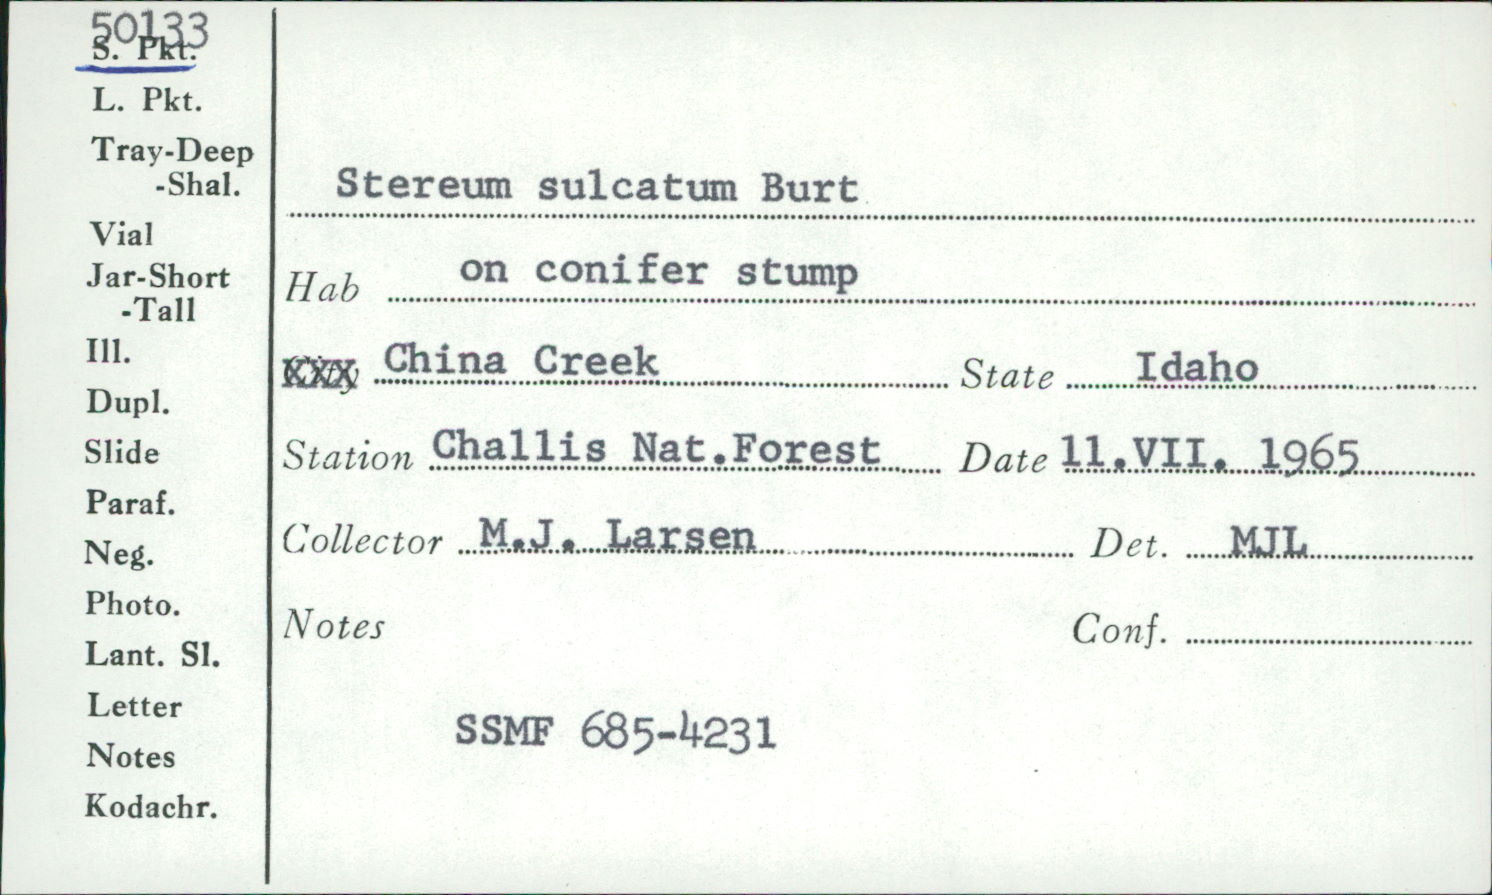 50133
S. Pkt.
L. Pkt.
Tray-Deep
-Shal.
Vial
Jar-Short
-Tall
Ill.
Dupl.
Slide
Paraf.
Neg.
Photo.
Lant. Sl.
Letter
Notes
Kodachr.
Stereum sulcatum Burt
Hab on conifer stump
City China Creek State Idaho
Station Challis Nat.Forest Date 11.VII. 1965
Collector M.J. Larsen Det. MJL
Notes Conf.
SSMF 685-4231